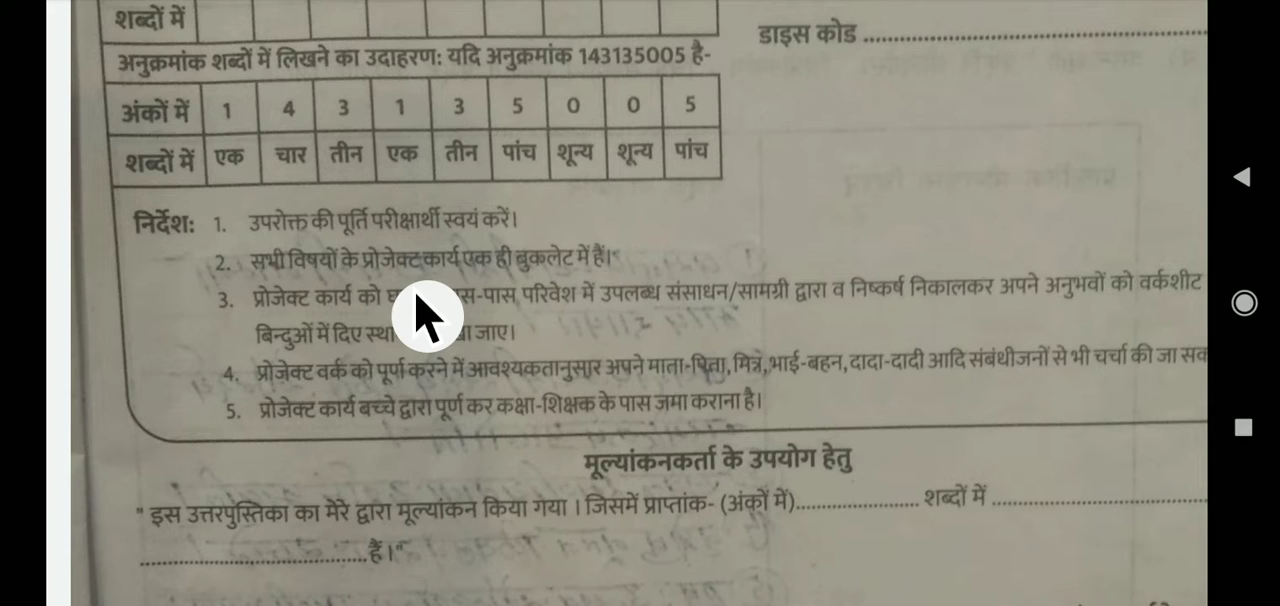 शब्दों में
डाइस कोड
अनुक्रमांक शब्दों में लिखने का उदाहरण: यदि अनुक्रमांक 143135005 है-
अंकों में 1 4 3 1 3 5 0 0 5
शब्दों में एक चार तीन एक तीन पांच शून्य शून्य पांच
निर्देश: 1. उपरोक्त की पूर्ति परीक्षार्थी स्वयं करें।
2. सभी विषयों के प्रोजेक्ट कार्य एक ही बुकलेट में हैं।
3. प्रोजेक्ट कार्य को परिवेश में उपलब्ध संसाधन/सामग्री द्वारा व निष्कर्ष निकालकर अपने अनुभवों को वर्कशीट
बिन्दुओं में दिए जाए।
4. प्रोजेक्ट वर्क को पूर्ण करने में आवश्यकतानुसार अपने माता-पिता, मित्र, भाई-बहन, दादा-दादी आदि संबंधीजनों से भी चर्चा की जा
5. प्रोजेक्ट कार्य बच्चे द्वारा पूर्ण कर कक्षा-शिक्षक के पास जमा कराना है।
मूल्यांकनकर्ता के उपयोग हेतु
" इस उत्तरपुस्तिका का मेरे द्वारा मूल्यांकन किया गया । जिसमें प्राप्तांक- (अंकों में)..................... शब्दों में ....................................
....................................... हैं।"